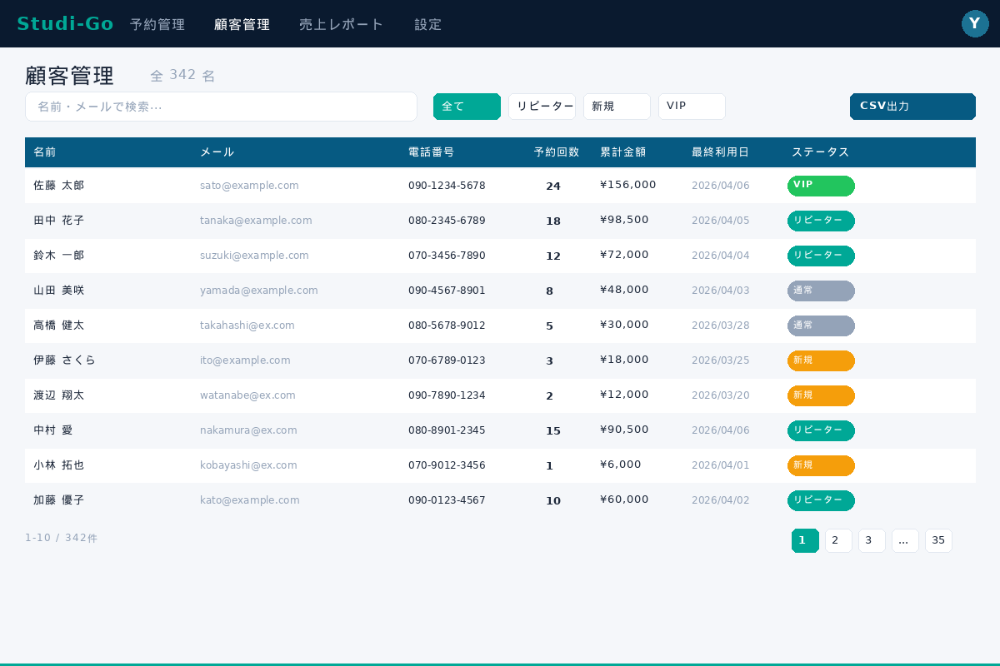 Studi-Go 予約管理 顧客管理 売上レポート 設定 Y
顧客管理 全 342 名
名前・メールで検索... 全て リピーター 新規 VIP CSV出力
名前 メール 電話番号 予約回数 累計金額 最終利用日 ステータス
佐藤 太郎 sato@example.com 090-1234-5678 24 ¥156,000 2026/04/06 VIP
田中 花子 tanaka@example.com 080-2345-6789 18 ¥98,500 2026/04/05 リピーター
鈴木 一郎 suzuki@example.com 070-3456-7890 12 ¥72,000 2026/04/04 リピーター
山田 美咲 yamada@example.com 090-4567-8901 8 ¥48,000 2026/04/03 通常
高橋 健太 takahashi@ex.com 080-5678-9012 5 ¥30,000 2026/03/28 通常
伊藤 さくら ito@example.com 070-6789-0123 3 ¥18,000 2026/03/25 新規
渡辺 翔太 watanabe@ex.com 090-7890-1234 2 ¥12,000 2026/03/20 新規
中村 愛 nakamura@ex.com 080-8901-2345 15 ¥90,500 2026/04/06 リピーター
小林 拓也 kobayashi@ex.com 070-9012-3456 1 ¥6,000 2026/04/01 新規
加藤 優子 kato@example.com 090-0123-4567 10 ¥60,000 2026/04/02 リピーター
1-10 / 342件 1 2 3 ... 35